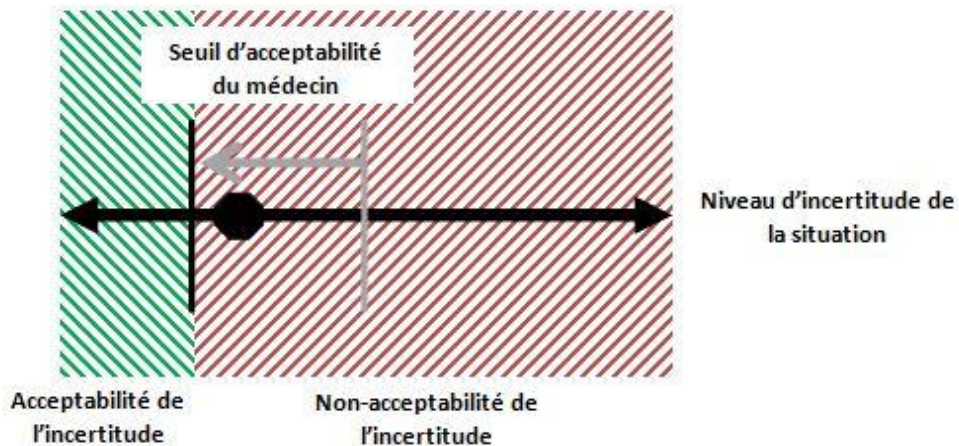 Seuil d’acceptabilité
du médecin
Niveau d’incertitude de
la situation
Acceptabilité de
l’incertitude
Non-acceptabilité de
l’incertitude